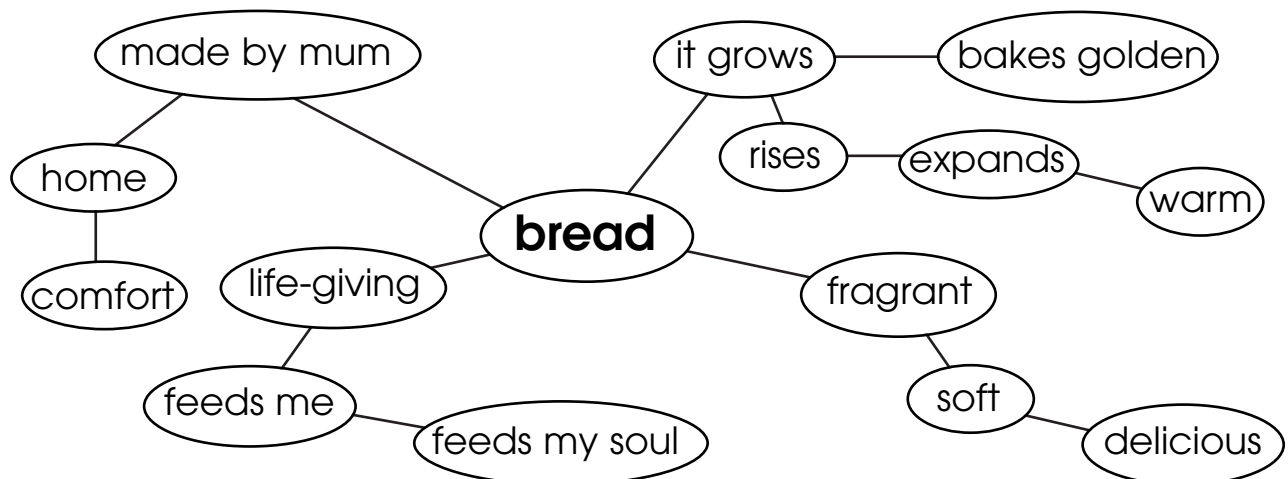 made by mum
it grows
bakes golden
rises
expands
home
warm
bread
life-giving
fragrant
comfort
feeds me
soft
feeds my soul
delicious